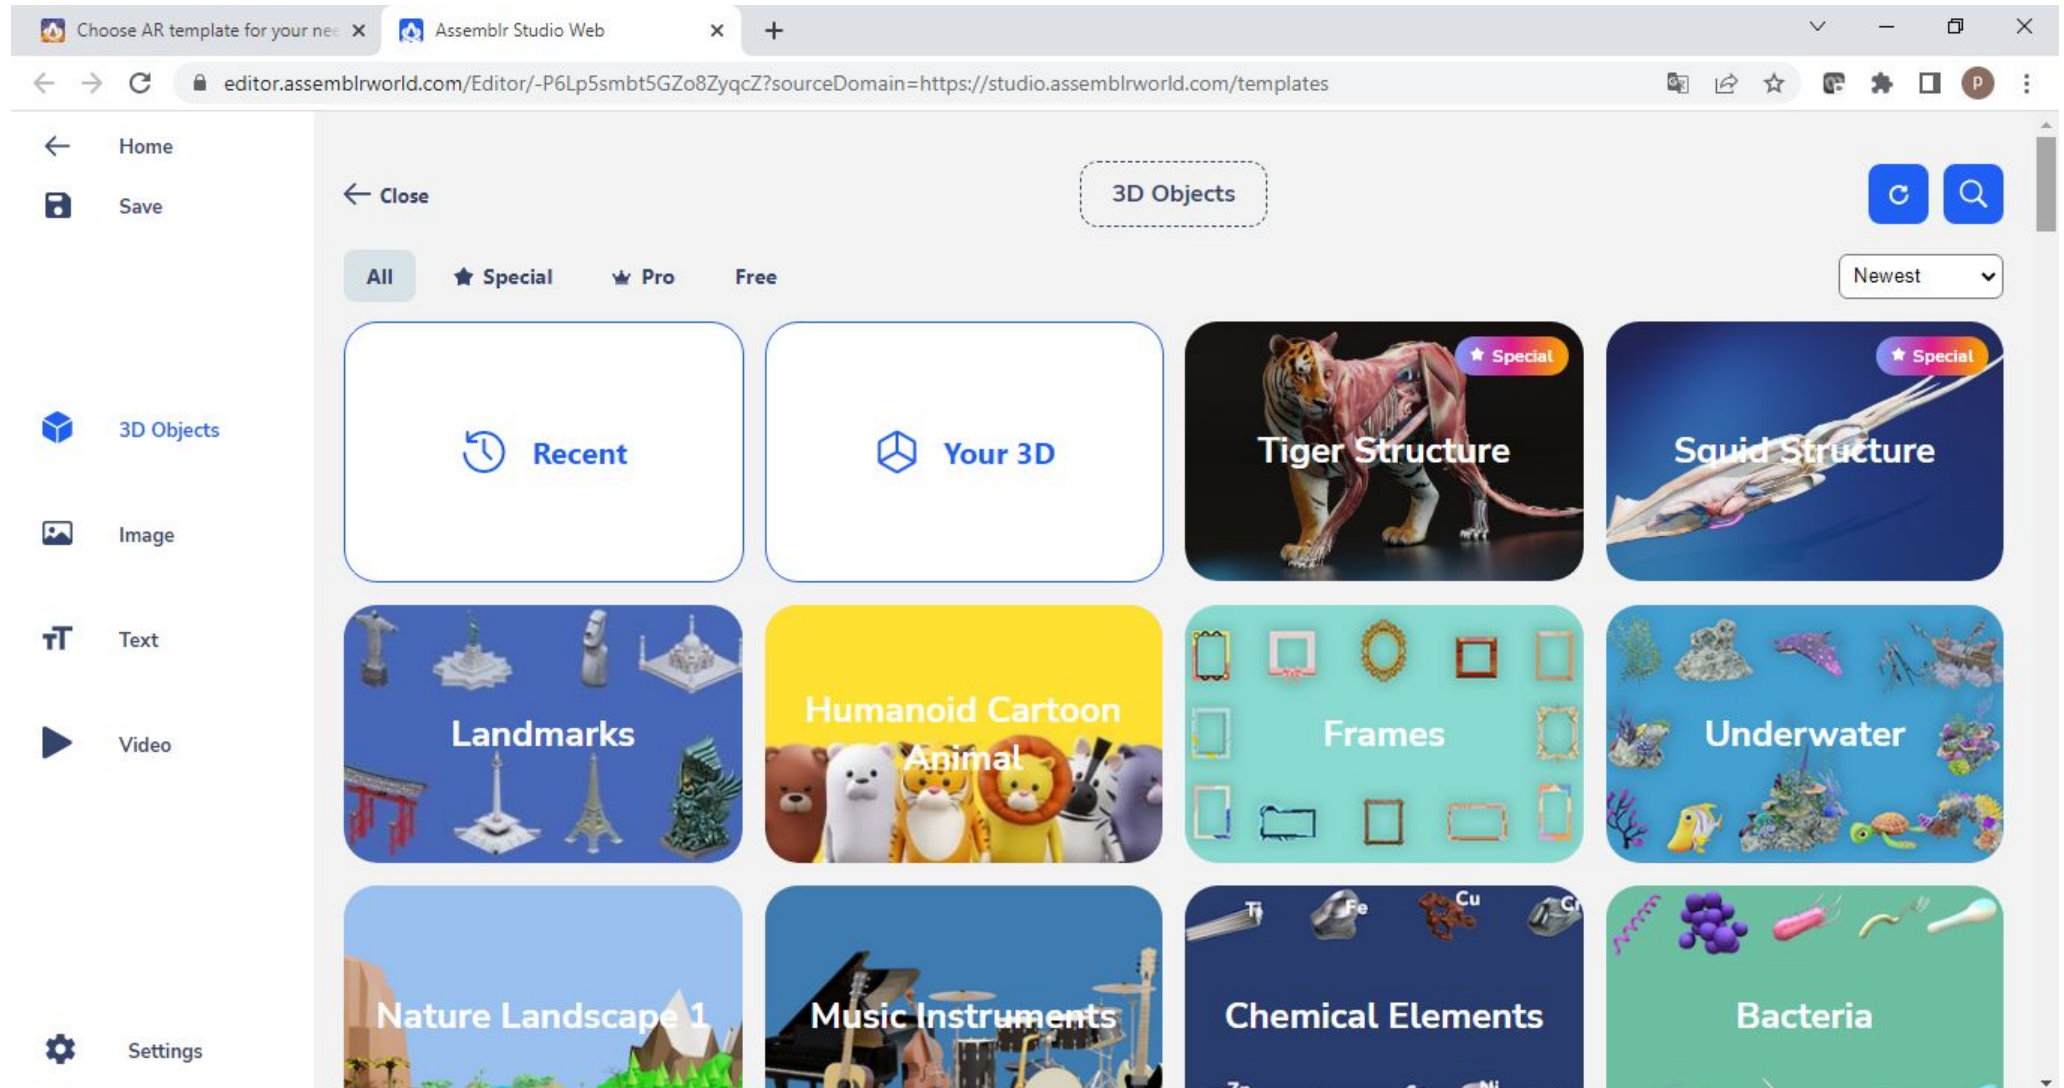 Choose AR template for your nee
Assemblr Studio Web
editor.assemblrworld.com/Editor/-P6Lp5smbt5GZo8ZyqcZ?sourceDomain=https://studio.assemblrworld.com/templates
P
Home
Save
3D Objects
Image
Text
Video
Settings
Close
3D Objects
All
Special
Pro
Free
Newest
Recent
Your 3D
Special
Tiger Structure
Special
Squid Structure
Landmarks
Humanoid Cartoon
Animal
Frames
Underwater
Nature Landscape 1
Music Instruments
Ti Fe Cu Cr
Chemical Elements
Bacteria